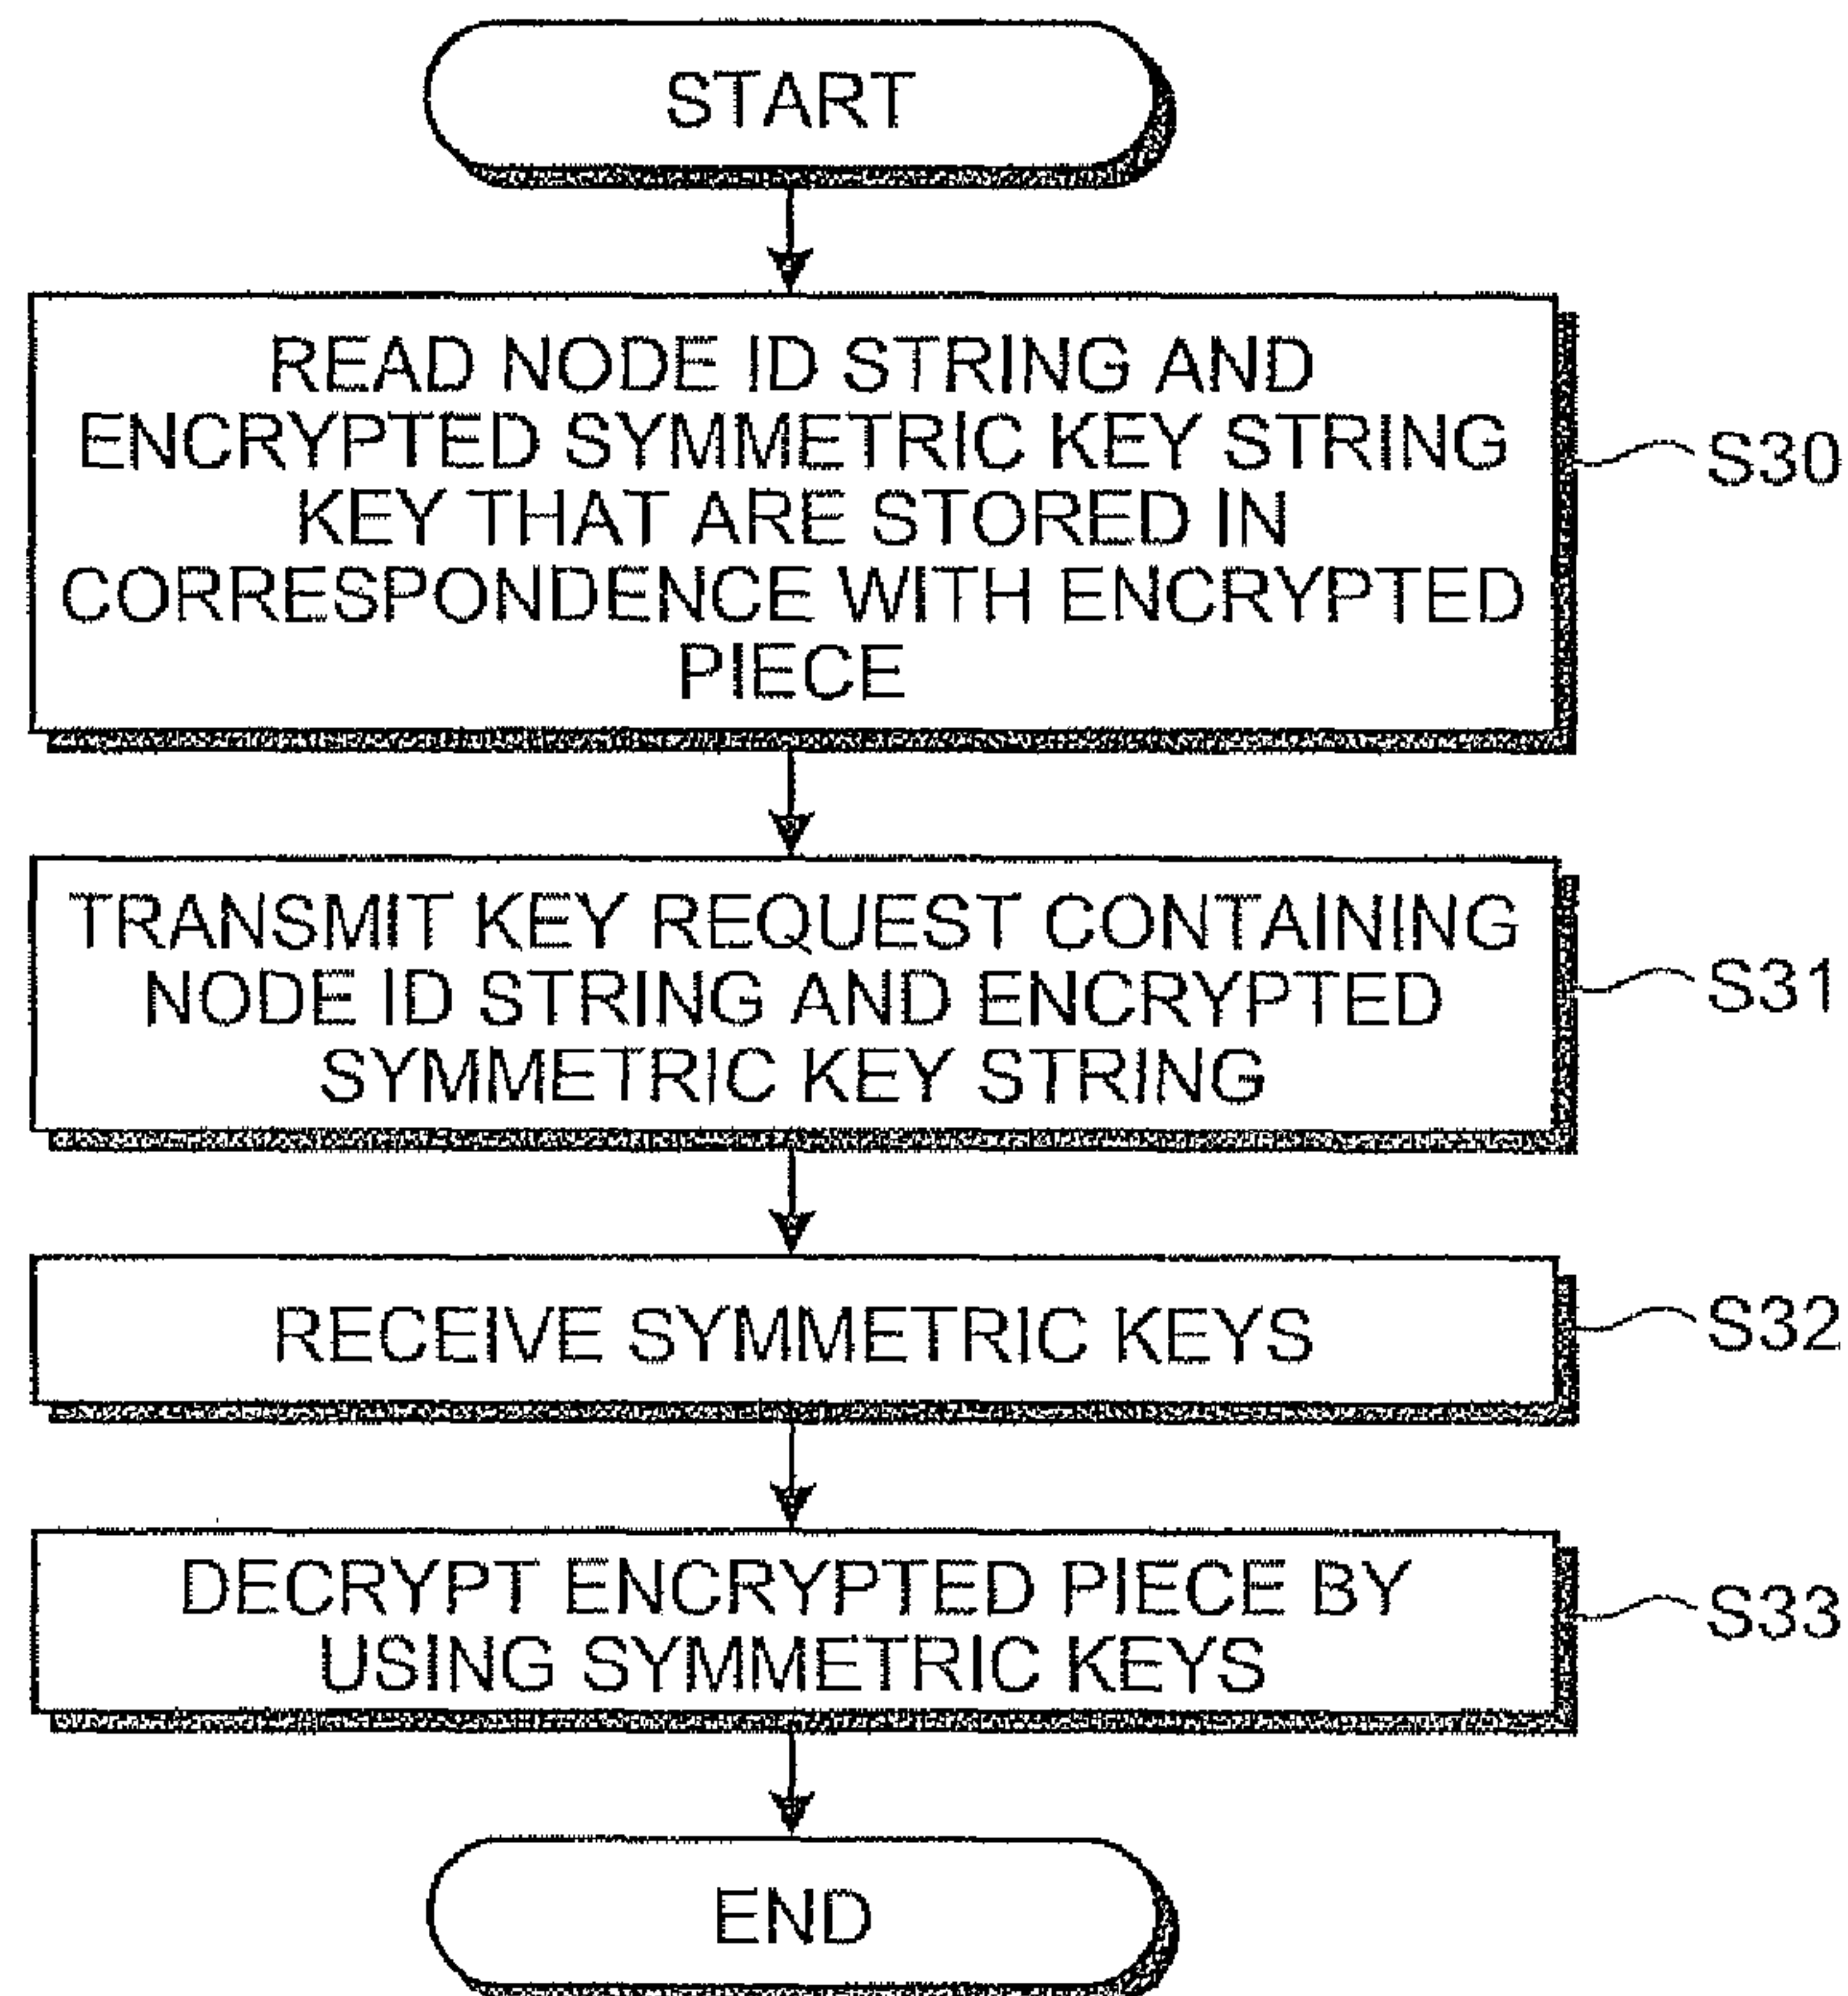 START
READ NODE ID STRING AND
ENCRYPTED SYMMETRIC KEY STRING
KEY THAT ARE STORED IN
CORRESPONDENCE WITH ENCRYPTED
PIECE
S30
TRANSMIT KEY REQUEST CONTAINING
NODE ID STRING AND ENCRYPTED
SYMMETRIC KEY STRING
S31
RECEIVE SYMMETRIC KEYS
S32
DECRYPT ENCRYPTED PIECE BY
USING SYMMETRIC KEYS
S33
END